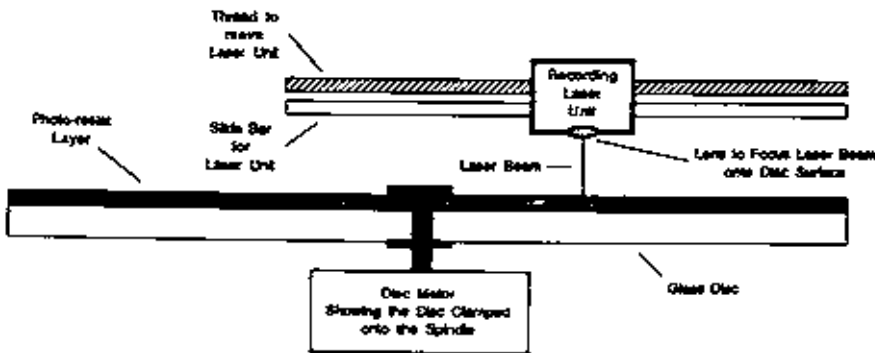 Thread to
move
Laser Unit
Recording
Laser
Unit
Photo-resist
Layer
Slide Bar
for
Laser Unit
Laser Beam
Lens to Focus Laser Beam
onto Disc Surface
Glass Disc
Disc Motor
Showing the Disc Clamped
onto the Spindle